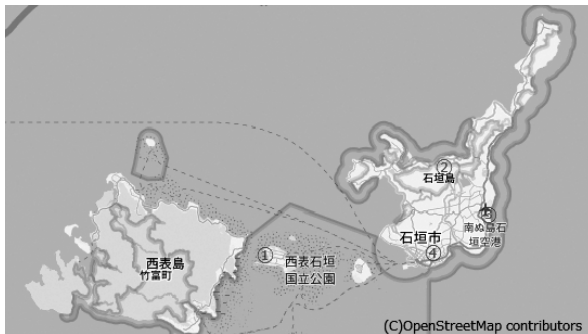 ②
石垣島
③
南ぬ島石
垣空港
石垣市
④
①
西表石垣
国立公園
西表島
竹富町
(C)OpenStreetMap contributors